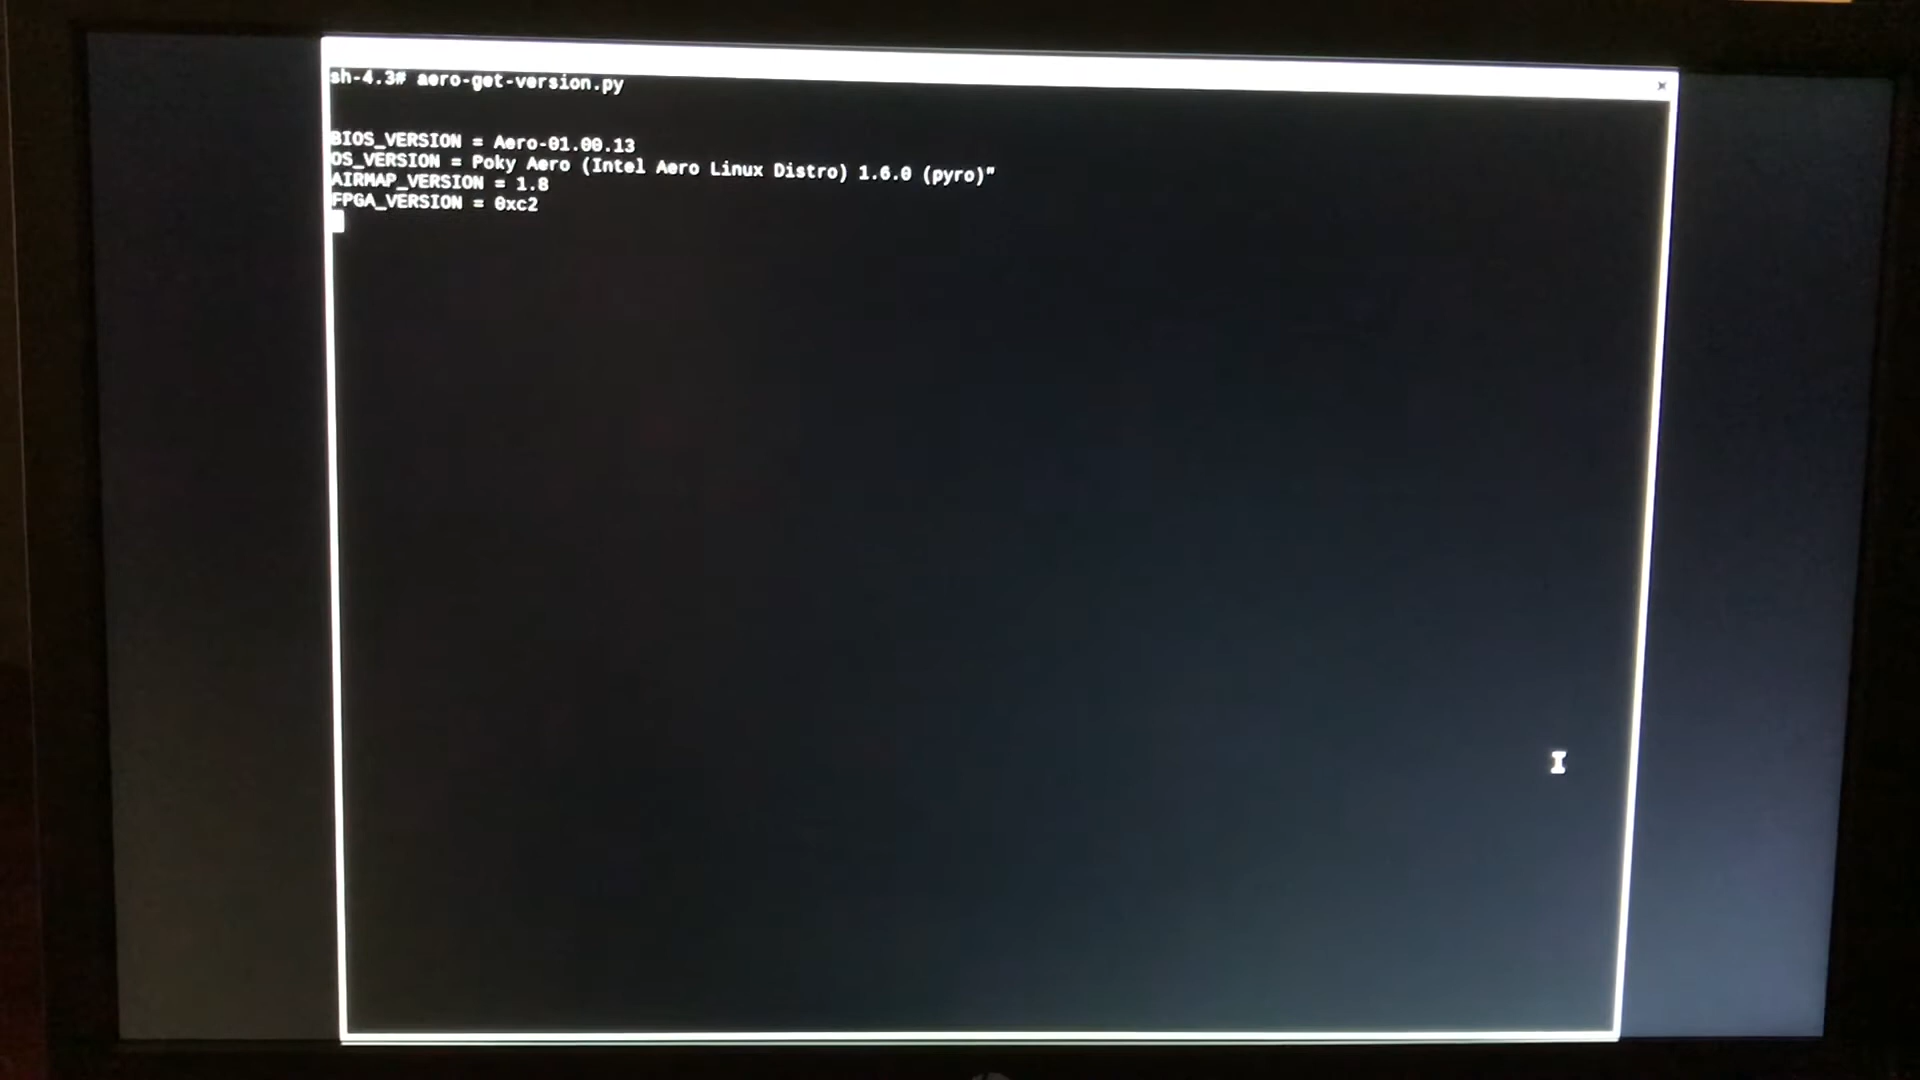 sh-4.3# aero-get-version.py
BIOS_VERSION = Aero-01.00.13
OS_VERSION = Poky Aero (Intel Aero Linux Distro) 1.6.0 (pyro)"
AIRMAP_VERSION = 1.8
FPGA_VERSION = 0xc2